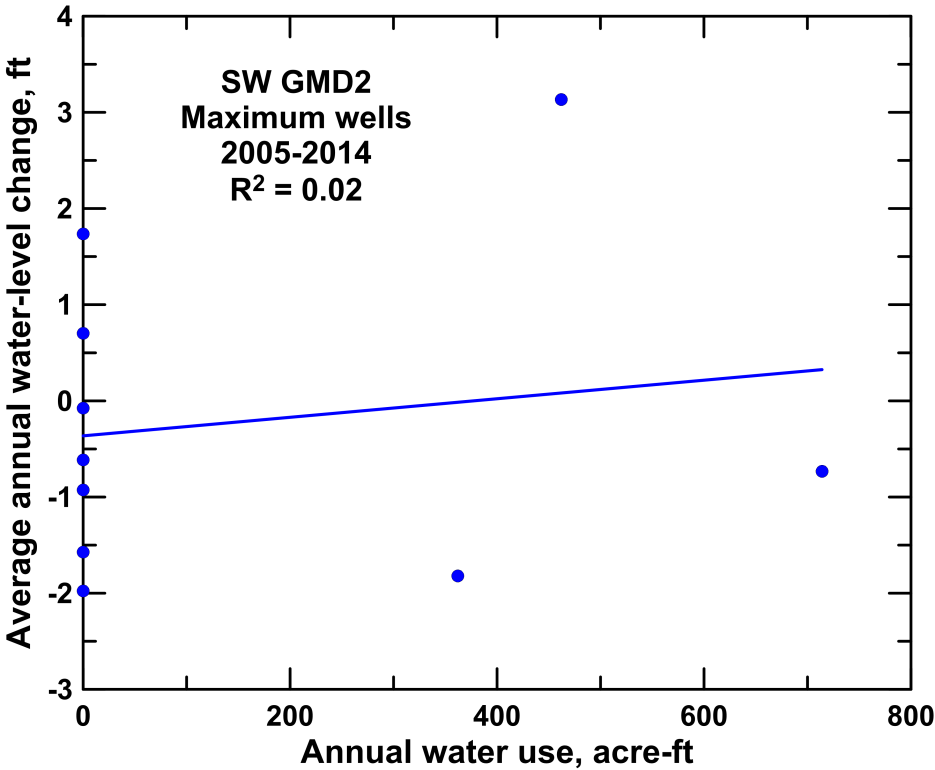 SW GMD2
Maximum wells
2005-2014
R² = 0.02
Average annual water-level change, ft
4
3
2
1
0
-1
-2
-3
0 200 400 600 800
Annual water use, acre-ft